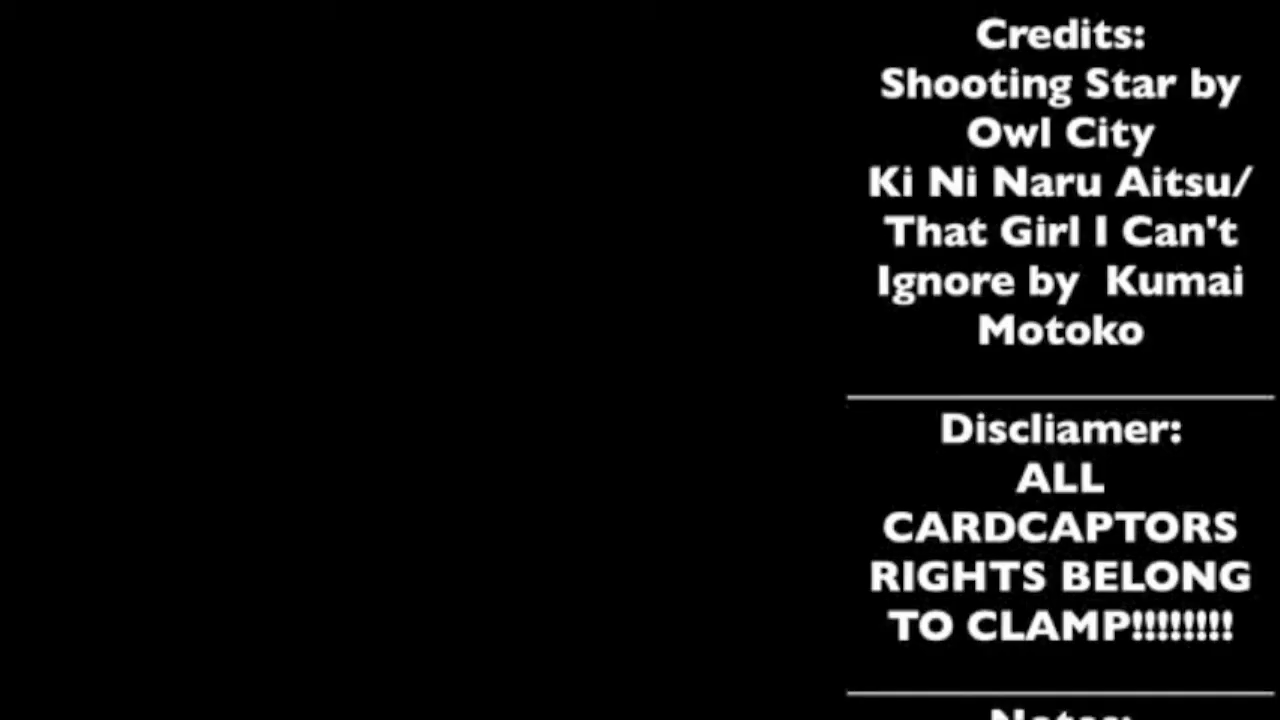 Credits:
Shooting Star by
Owl City
Ki Ni Naru Aitsu/
That Girl I Can't
Ignore by  Kumai
Motoko
Discliamer:
ALL
CARDCAPTORS
RIGHTS BELONG
TO CLAMP!!!!!!!!!
Notes: